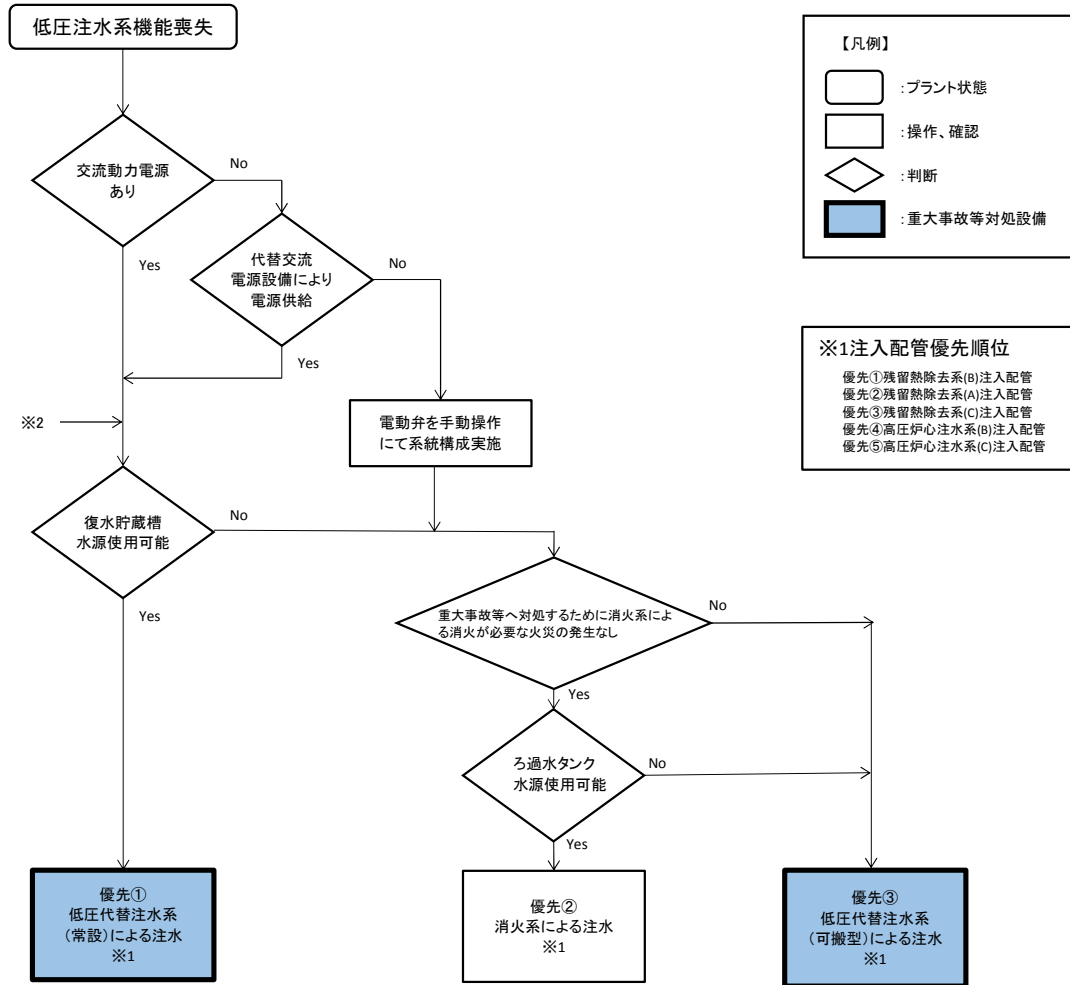 低圧注水系機能喪失
交流動力電源
あり
No
Yes
代替交流
電源設備により
電源供給
No
Yes
※2
電動弁を手動操作
にて系統構成実施
復水貯蔵槽
水源使用可能
No
Yes
重大事故等へ対処するために消火系によ
る消火が必要な火災の発生なし
No
Yes
ろ過水タンク
水源使用可能
No
Yes
優先①
低圧代替注水系
(常設)による注水
※1
優先②
消火系による注水
※1
優先③
低圧代替注水系
(可搬型)による注水
※1
【凡例】
:プラント状態
:操作、確認
:判断
:重大事故等対処設備
※1注入配管優先順位
優先①残留熱除去系(B)注入配管
優先②残留熱除去系(A)注入配管
優先③残留熱除去系(C)注入配管
優先④高圧炉心注水系(B)注入配管
優先⑤高圧炉心注水系(C)注入配管